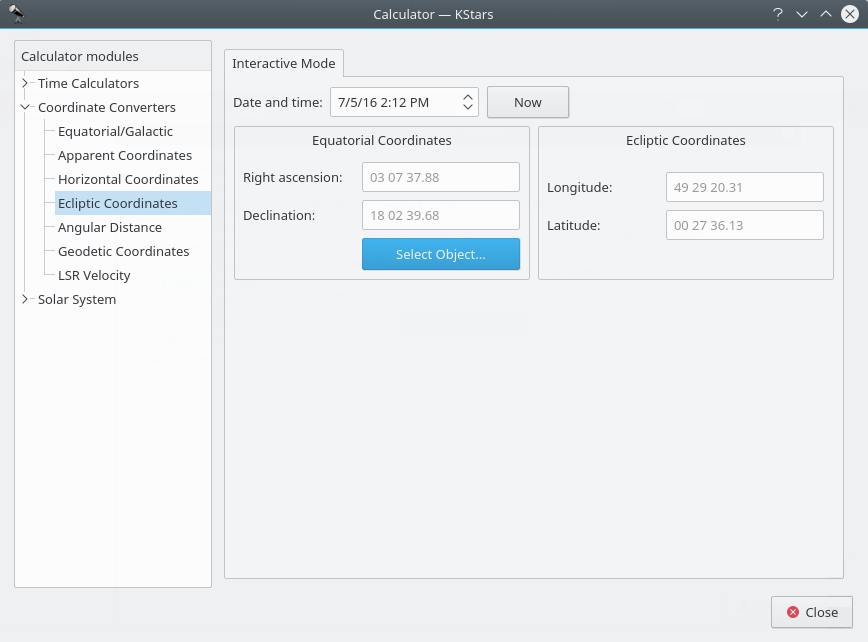 Calculator — KStars
Calculator modules
Time Calculators
Coordinate Converters
Equatorial/Galactic
Apparent Coordinates
Horizontal Coordinates
Ecliptic Coordinates
Angular Distance
Geodetic Coordinates
LSR Velocity
Solar System
Interactive Mode
Date and time: 7/5/16 2:12 PM Now
Equatorial Coordinates
Right ascension: 03 07 37.88
Declination: 18 02 39.68
Select Object...
Ecliptic Coordinates
Longitude: 49 29 20.31
Latitude: 00 27 36.13
Close